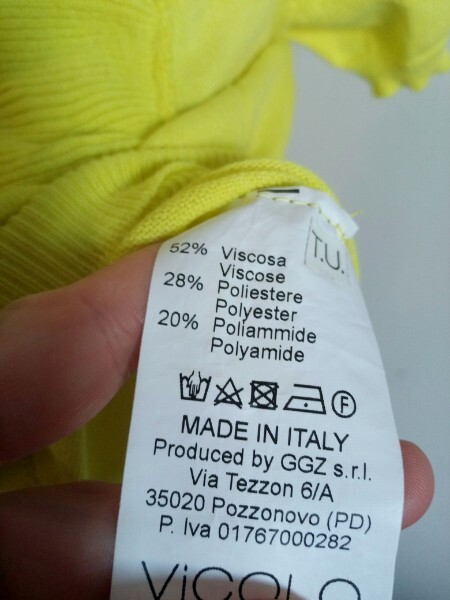 T.U.
52% Viscosa
Viscose
28% Poliestere
Polyester
20% Poliammide
Polyamide
F
MADE IN ITALY
Produced by GGZ s.r.l.
Via Tezzon 6/A
35020 Pozzonovo (PD)
P. Iva 01767000282
ViCOLO